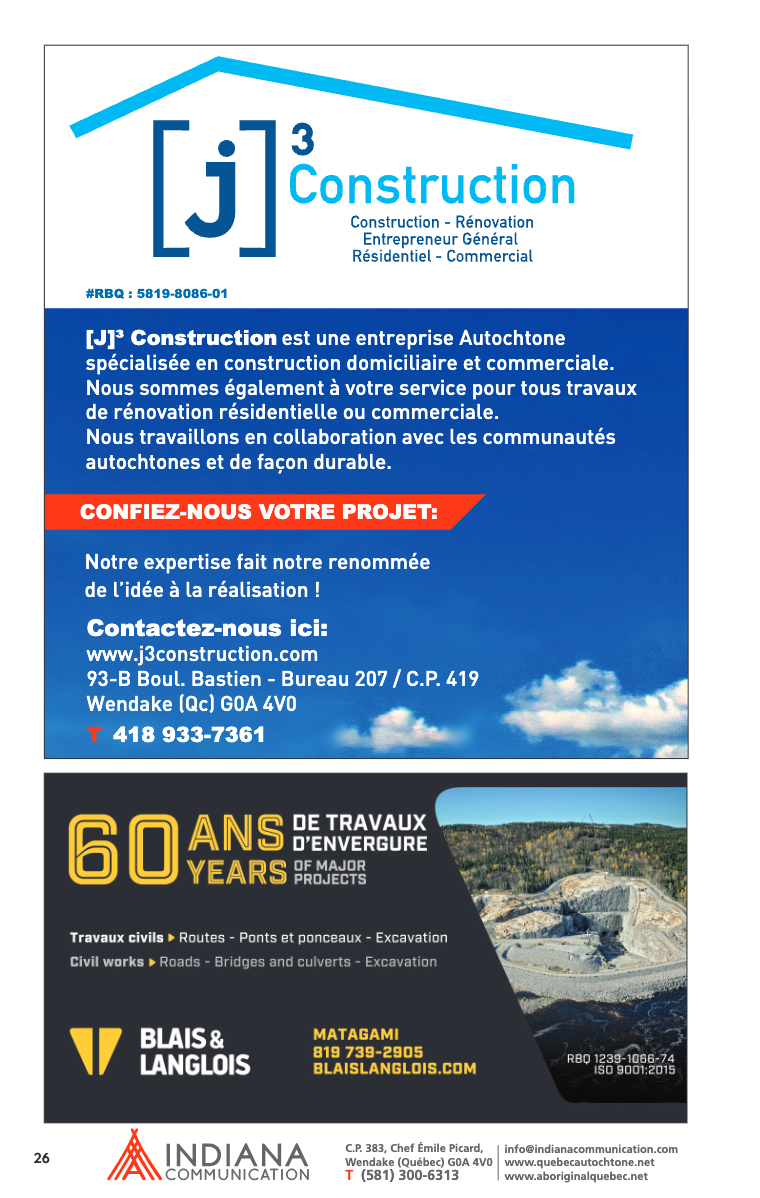 [j]³
Construction
Construction - Rénovation
Entrepreneur Général
Résidentiel - Commercial
#RBQ : 5819-8086-01
[J]³ Construction est une entreprise Autochtone
spécialisée en construction domiciliaire et commerciale.
Nous sommes également à votre service pour tous travaux
de rénovation résidentielle ou commerciale.
Nous travaillons en collaboration avec les communautés
autochtones et de façon durable.
CONFIEZ-NOUS VOTRE PROJET:
Notre expertise fait notre renommée
de l'idée à la réalisation !
Contactez-nous ici:
www.j3construction.com
93-B Boul. Bastien - Bureau 207 / C.P. 419
Wendake (Qc) G0A 4V0
T 418 933-7361
60 ANS DE TRAVAUX D'ENVERGURE
YEARS OF MAJOR PROJECTS
Travaux civils ▸ Routes - Ponts et ponceaux - Excavation
Civil works ▸ Roads - Bridges and culverts - Excavation
BLAIS &
LANGLOIS
MATAGAMI
819 739-2905
BLAISLANGLOIS.COM
RBQ 1239-1066-74
ISO 9001:2015
26
INDIANA
COMMUNICATION
C.P. 383, Chef Émile Picard,
Wendake (Québec) G0A 4V0
T (581) 300-6313
info@indianacommunication.com
www.quebecautochtone.net
www.aboriginalquebec.net